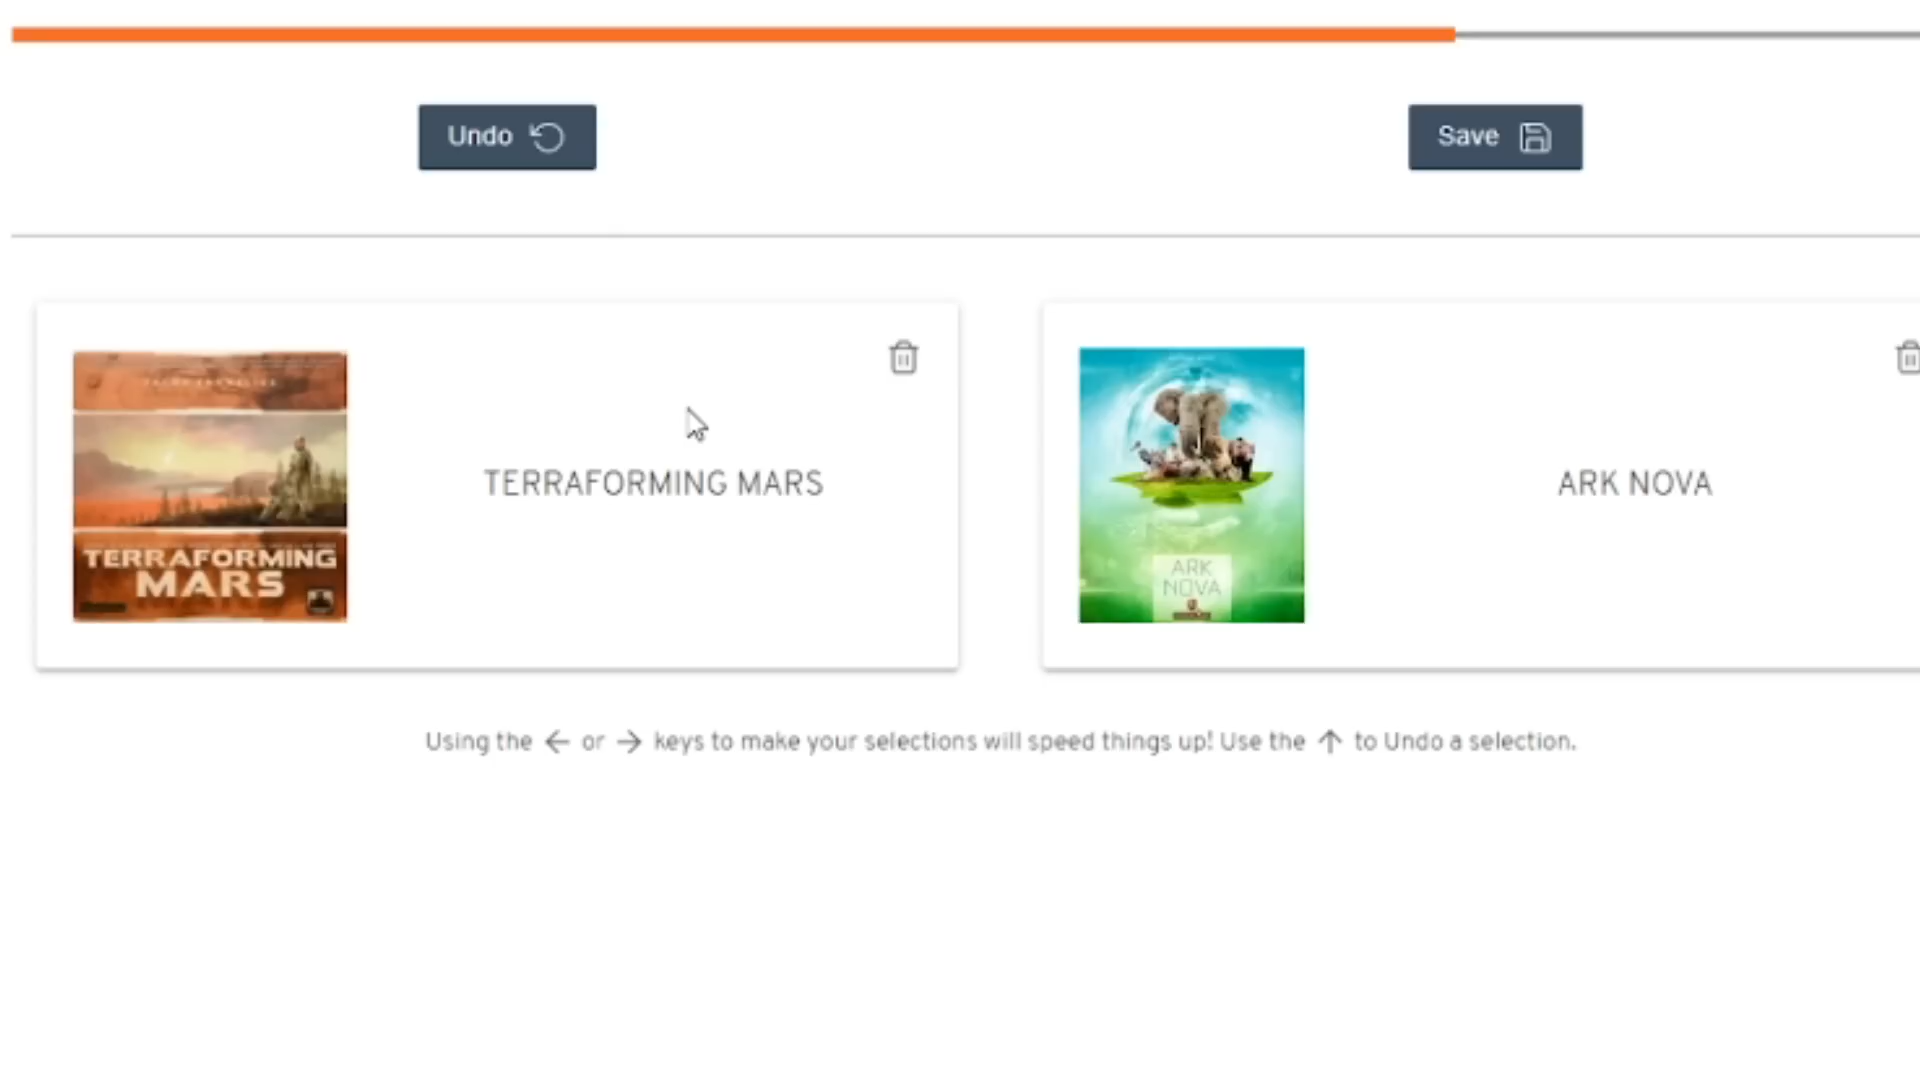 Undo
Save
TERRAFORMING
MARS
TERRAFORMING MARS
ARK
NOVA
ARK NOVA
Using the ← or → keys to make your selections will speed things up! Use the ↑ to Undo a selection.